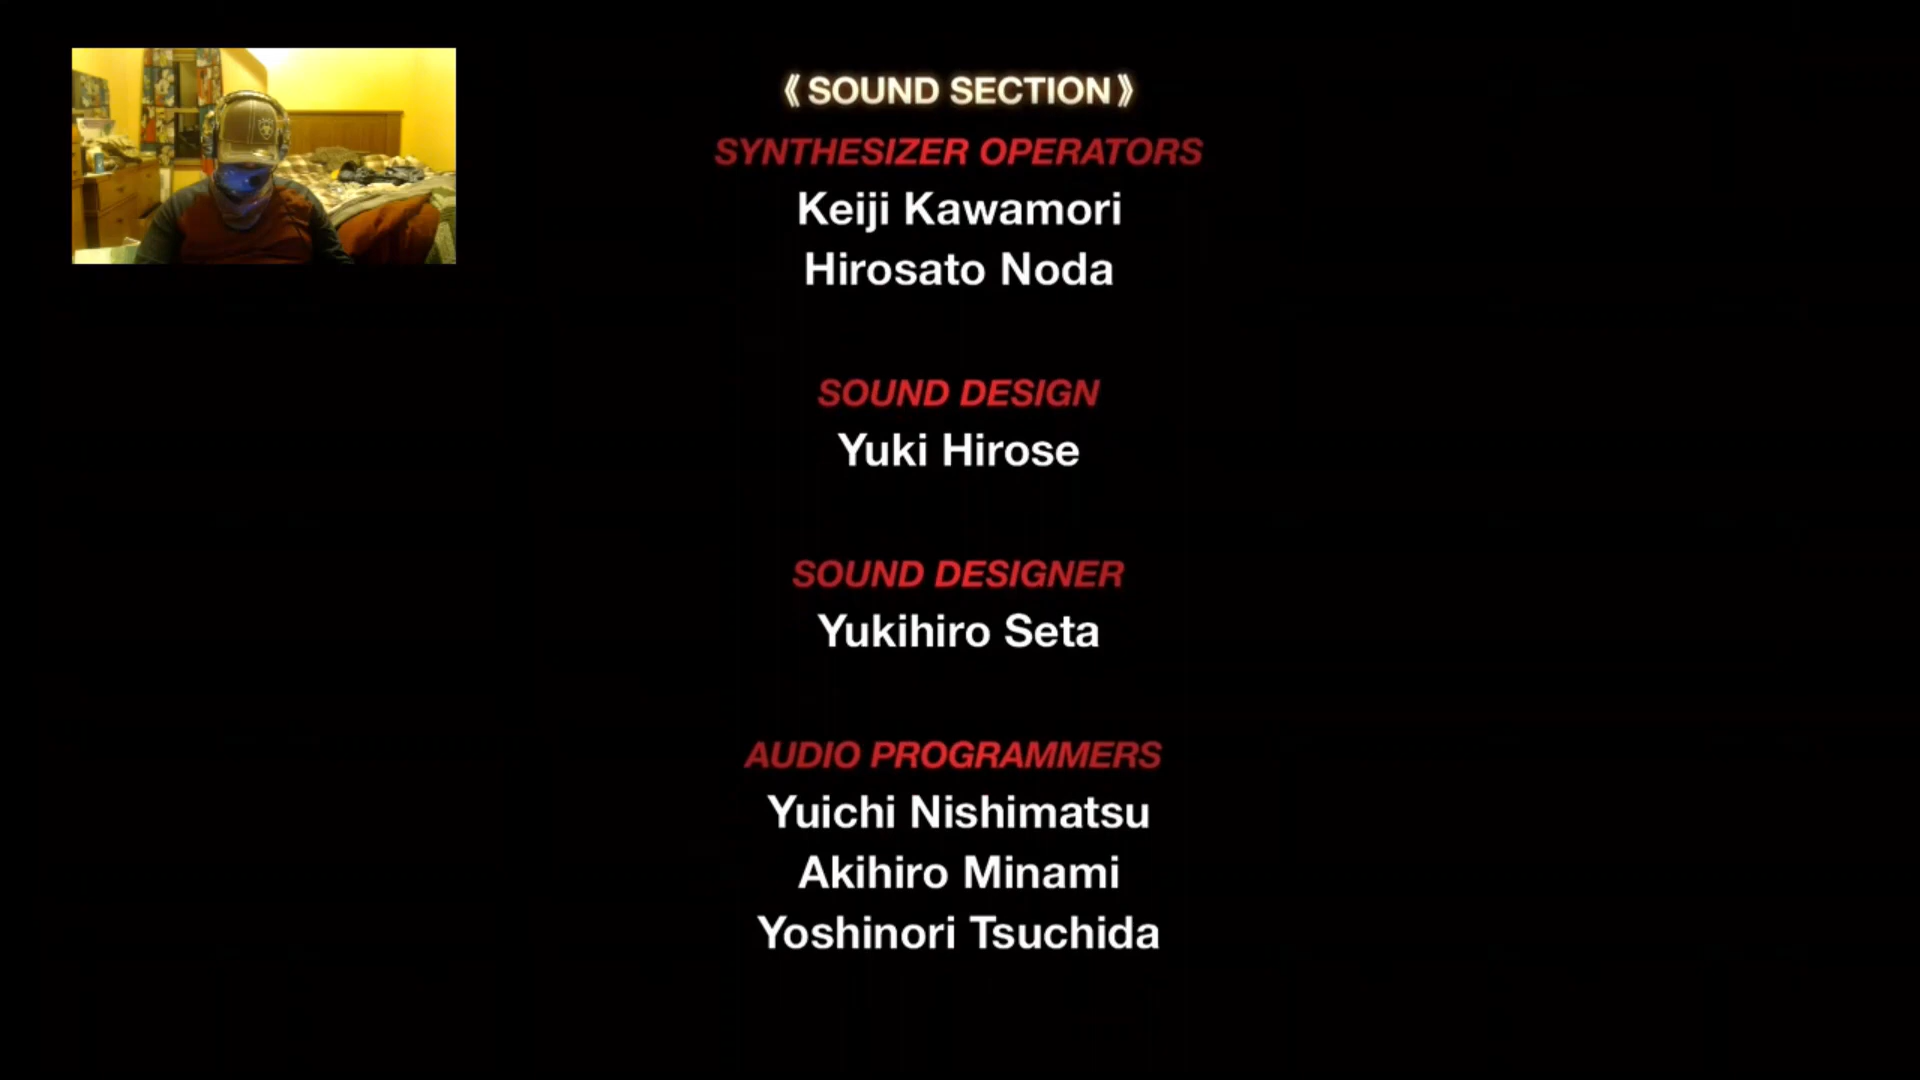 《SOUND SECTION》
SYNTHESIZER OPERATORS
Keiji Kawamori
Hirosato Noda
SOUND DESIGN
Yuki Hirose
SOUND DESIGNER
Yukihiro Seta
AUDIO PROGRAMMERS
Yuichi Nishimatsu
Akihiro Minami
Yoshinori Tsuchida